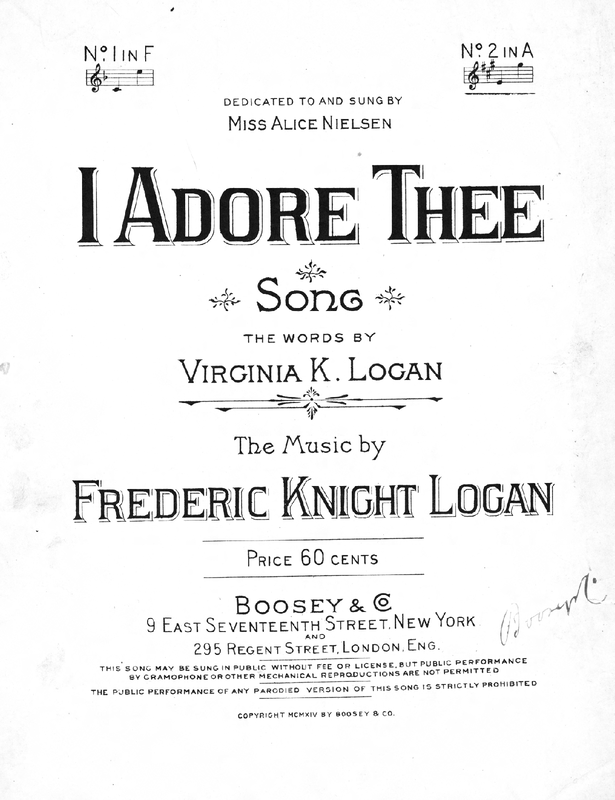 Nº. 1 IN F
Nº. 2 IN A
DEDICATED TO AND SUNG BY
MISS ALICE NIELSEN
I ADORE THEE
Song
THE WORDS BY
VIRGINIA K. LOGAN
The Music by
FREDERIC KNIGHT LOGAN
PRICE 60 CENTS
BOOSEY & Co
9 EAST SEVENTEENTH STREET, NEW YORK
AND
295 REGENT STREET, LONDON, ENG.
THIS SONG MAY BE SUNG IN PUBLIC WITHOUT FEE OR LICENSE, BUT PUBLIC PERFORMANCE
BY GRAMOPHONE OR OTHER MECHANICAL REPRODUCTIONS ARE NOT PERMITTED
THE PUBLIC PERFORMANCE OF ANY PARODIED VERSION OF THIS SONG IS STRICTLY PROHIBITED
COPYRIGHT MCMXIV BY BOOSEY & CO.